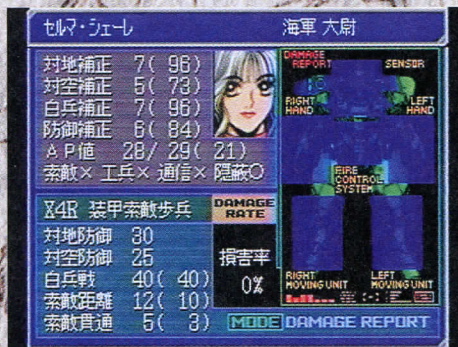 セルマ・シェーレ 海軍 大尉
対地補正 7( 96)
対空補正 5( 73)
白兵補正 7( 96)
防御補正 6( 84)
AP値 28/ 29( 21)
索敵× 工兵× 通信× 隠蔽○
DAMAGE REPORT
SENSOR
RIGHT HAND
LEFT HAND
FIRE CONTROL SYSTEM
RIGHT MOVING UNIT
LEFT MOVING UNIT
X4R 装甲索敵歩兵
DAMAGE RATE
対地防御 30
対空防御 25
白兵戦 40( 40)
索敵距離 12( 10)
索敵貫通 5( 3)
損害率
0%
MODE DAMAGE REPORT